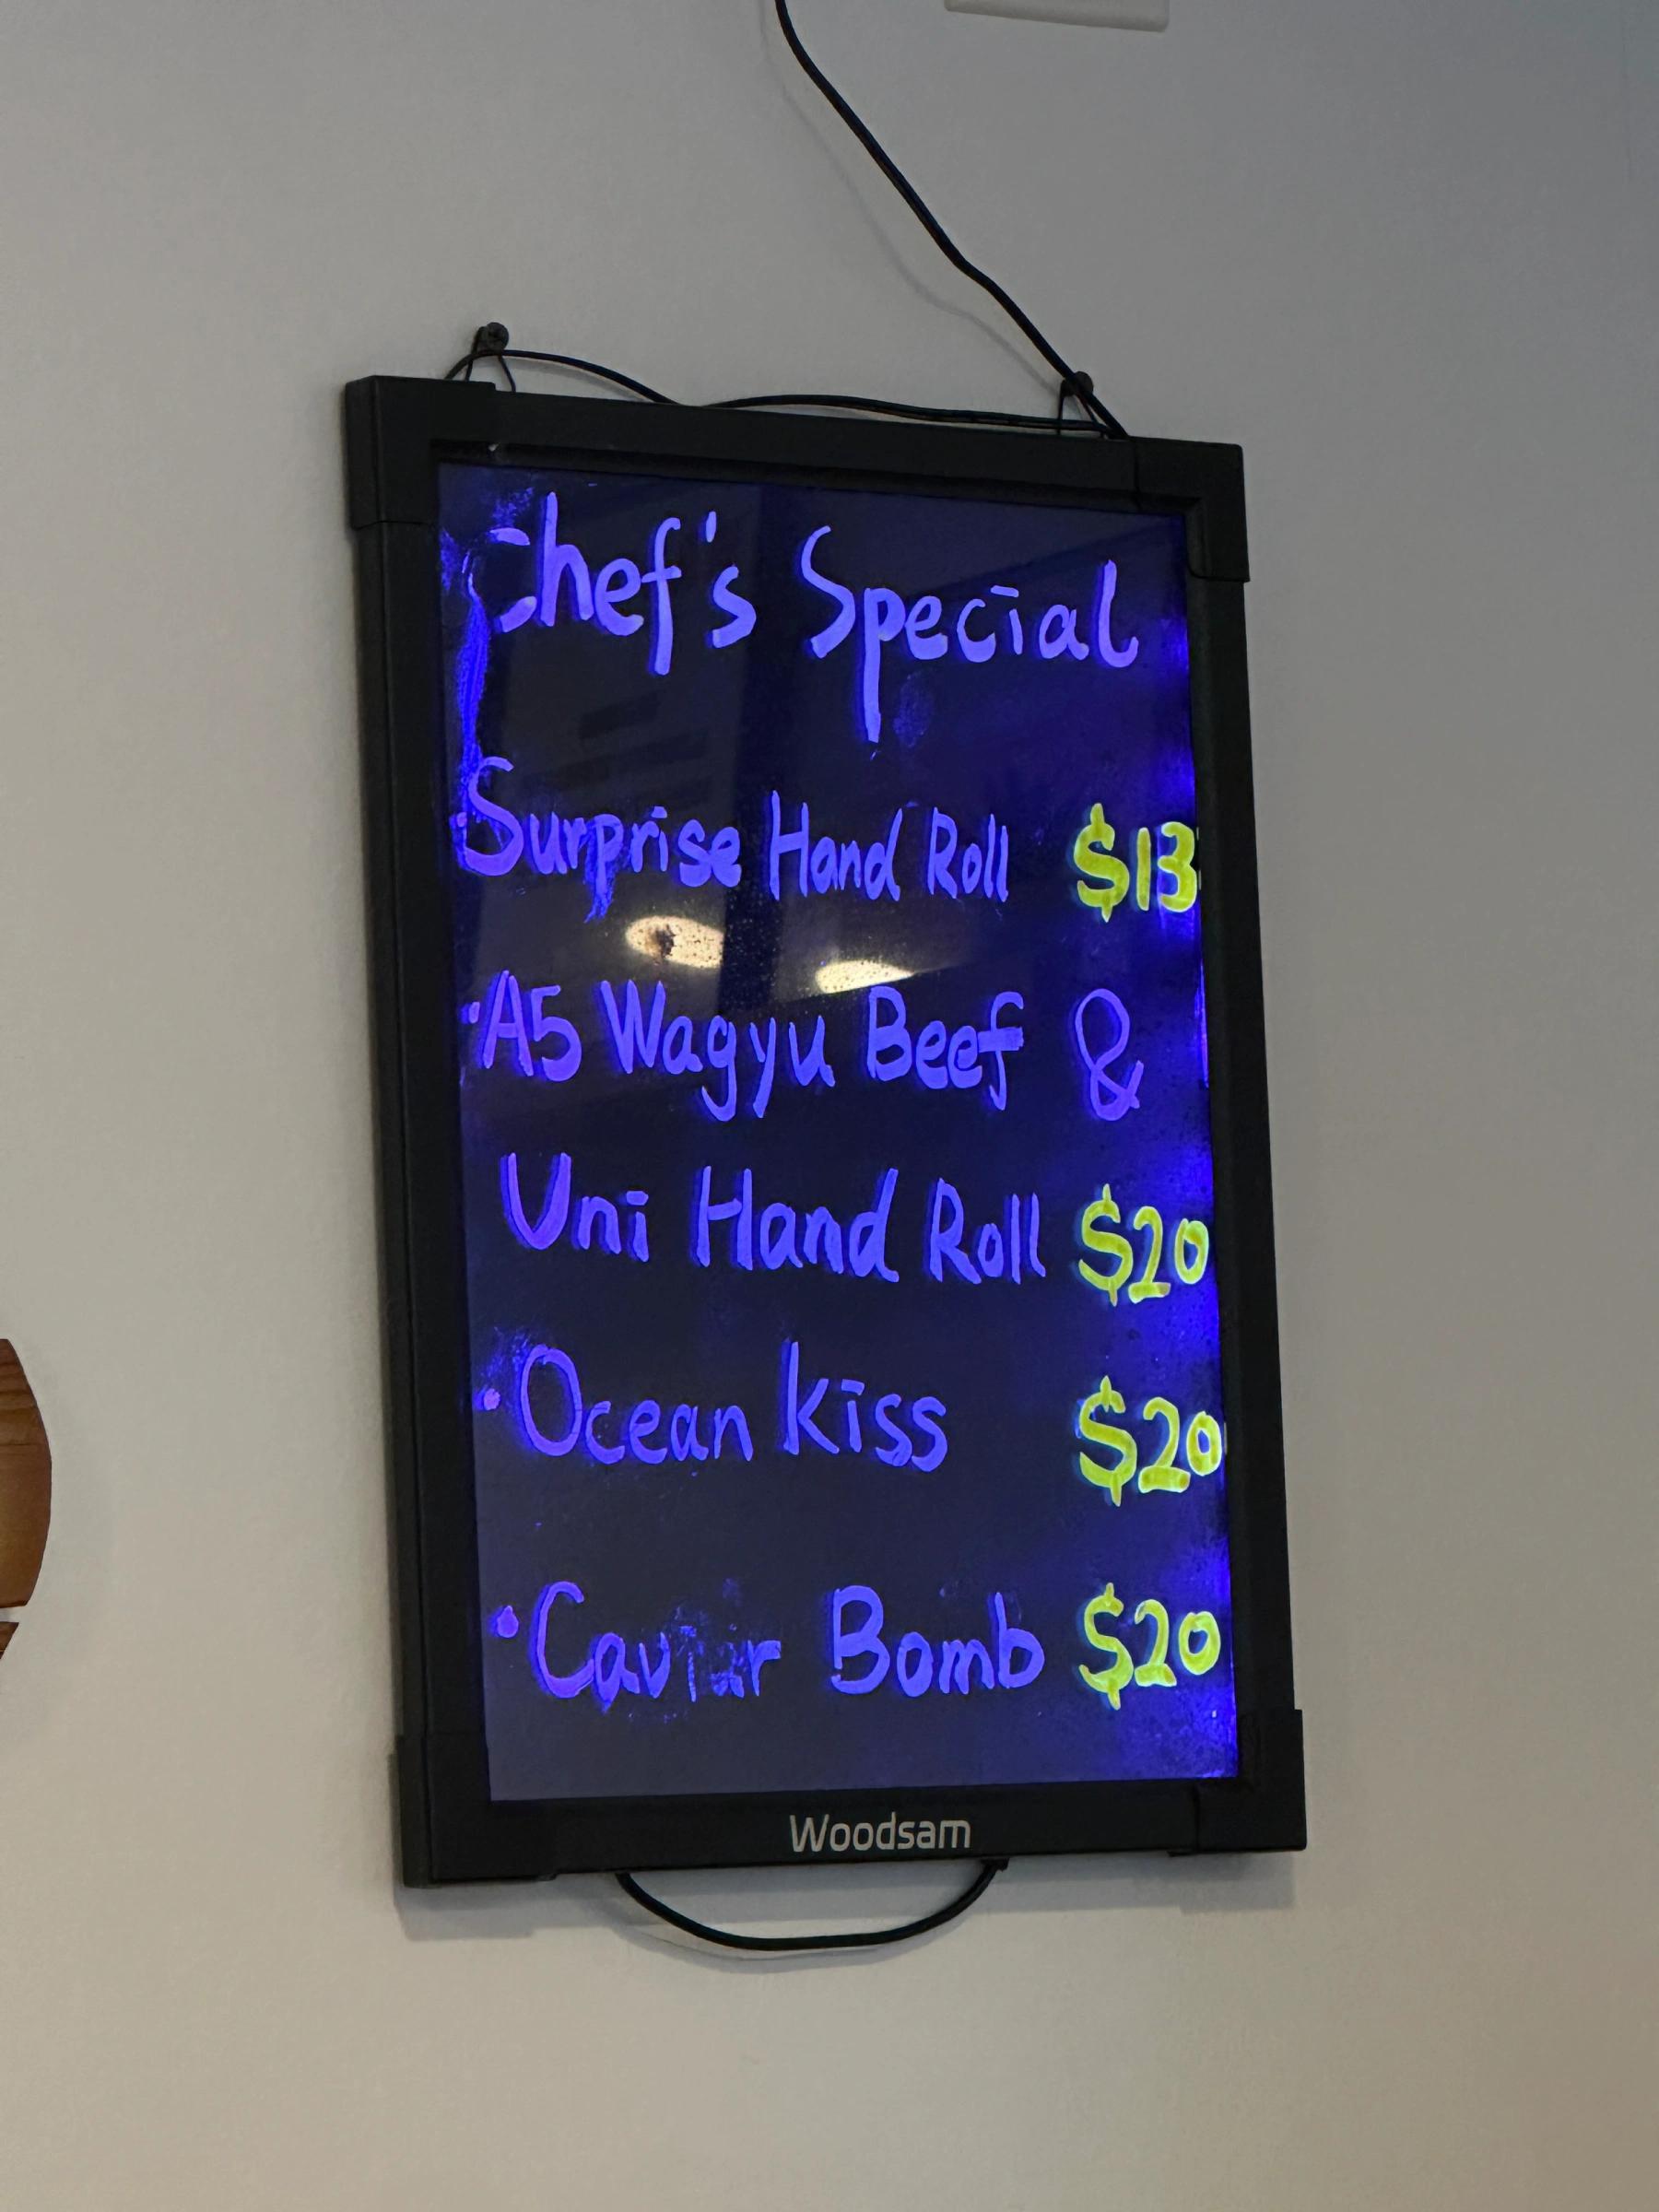 Chef's Special
·Surprise Hand Roll $13
·A5 Wagyu Beef &
Uni Hand Roll $20
·Ocean kiss $20
·Caviar Bomb $20
Woodsam